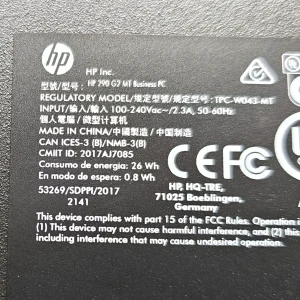 hp
HP Inc.
型號/型号: HP 290 G2 MT Business PC
REGULATORY MODEL/規定型號/规定型号: TPC-W043-MT
INPUT/輸入/输入: 100-240Vac~/2.3A, 50-60Hz
個人電腦 / 微型计算机
MADE IN CHINA/中國製造 / 中国制造
CAN ICES-3 (B)/NMB-3(B)
CMIIT ID: 2017AJ7085
Consumo de energía: 26 Wh
En modo de espera: 0.8 Wh
53269/SDPPI/2017
2141
CE FC
HP, HQ-TRE,
71025 Boeblingen,
Germany
This device complies with part 15 of the FCC Rules. Operation i
(1) This device may not cause harmful interference, and (2) this
including interference that may cause undesired operation.